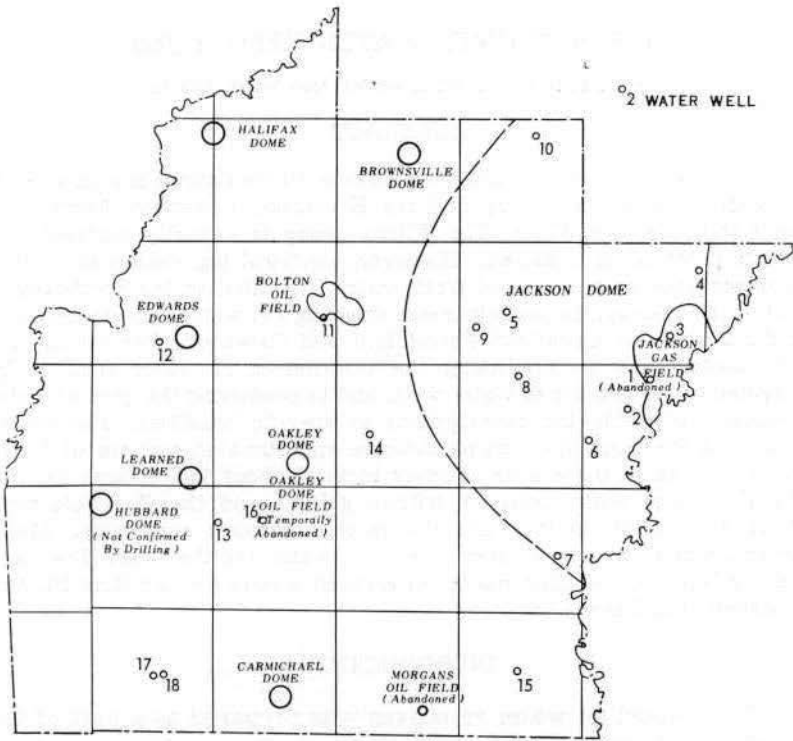 2 WATER WELL
HALIFAX
DOME
BROWNSVILLE
DOME
10
BOLTON
OIL
FIELD
11
JACKSON DOME
4
EDWARDS
DOME
12
9
5
3
JACKSON
GAS
FIELD
( Abandoned )
1
8
2
OAKLEY
DOME
14
6
LEARNED
DOME
OAKLEY
DOME
OIL FIELD
( Temporaily
Abandoned )
HUBBARD
DOME
( Not Confirmed-
By Drilling )
13
16
7
17
18
CARMICHAEL
DOME
MORGANS
OIL FIELD
( Abandoned )
15